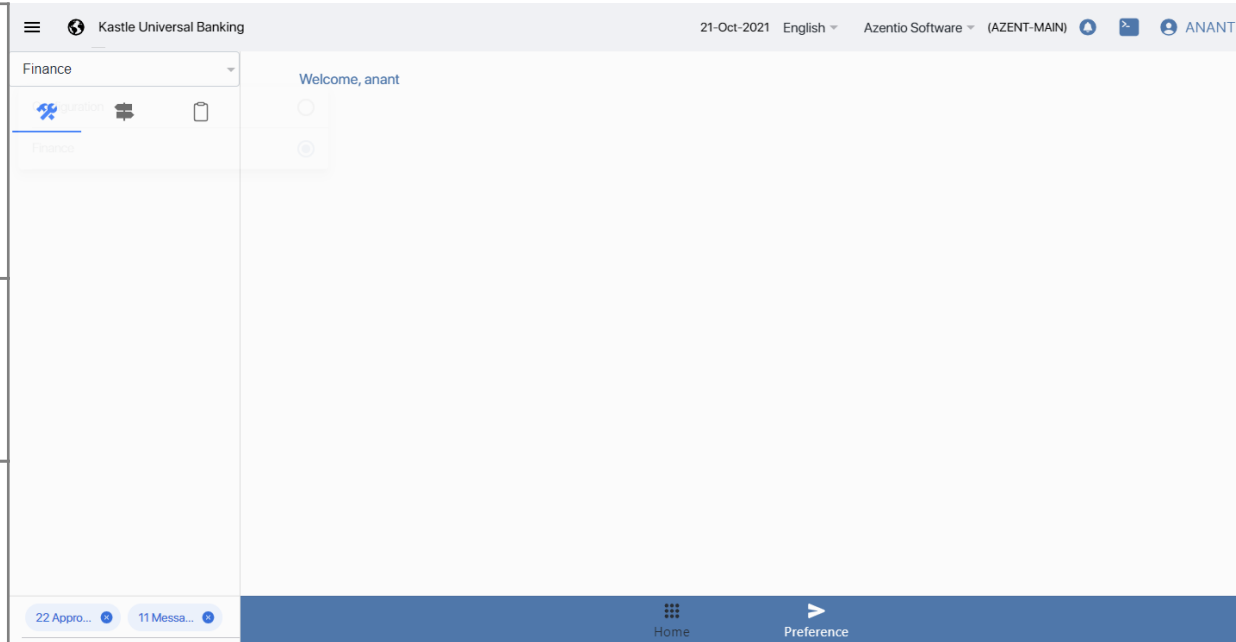 Kastle Universal Banking 21-Oct-2021 English Azentio Software (AZENT-MAIN) ANANT
Finance
Welcome, anant
Configuration
Finance
22 Appro... 11 Messa...
Home Preference